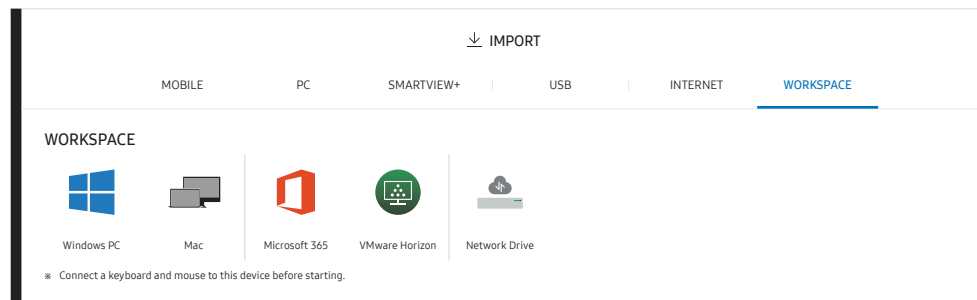 IMPORT
MOBILE PC SMARTVIEW+ USB INTERNET WORKSPACE
WORKSPACE
Windows PC Mac Microsoft 365 VMware Horizon Network Drive
※ Connect a keyboard and mouse to this device before starting.